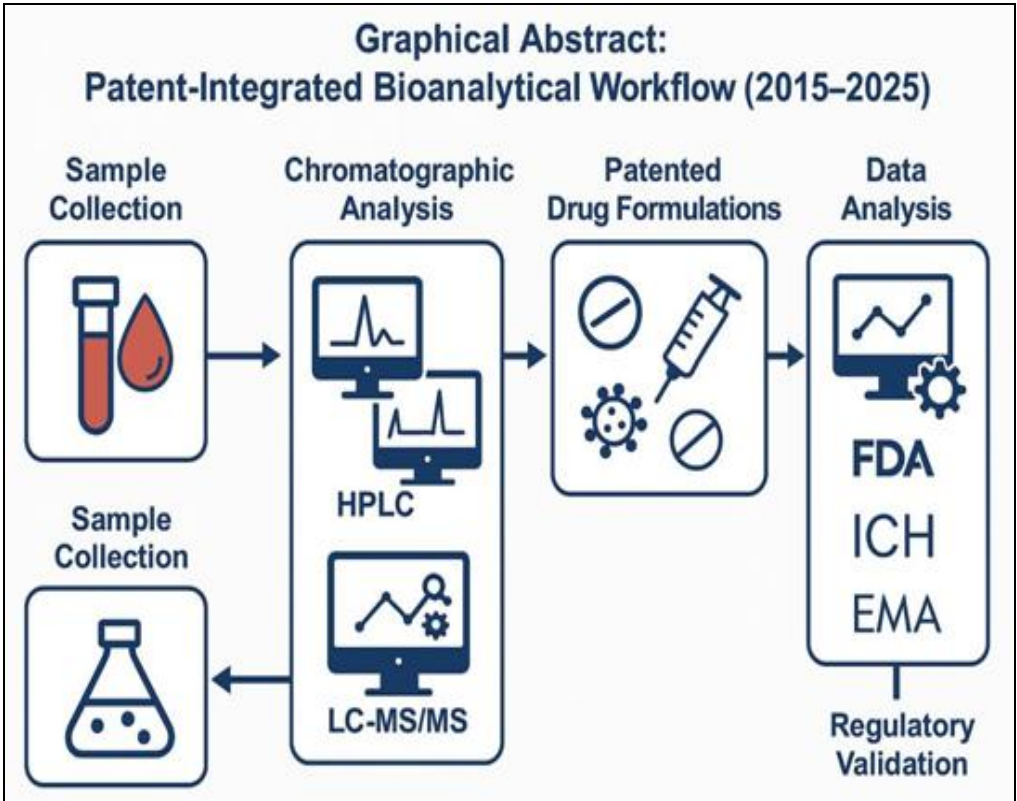 Graphical Abstract:
Patent-Integrated Bioanalytical Workflow (2015–2025)
Sample
Collection
Chromatographic
Analysis
Patented
Drug Formulations
Data
Analysis
HPLC
LC-MS/MS
Sample
Collection
FDA
ICH
EMA
Regulatory
Validation